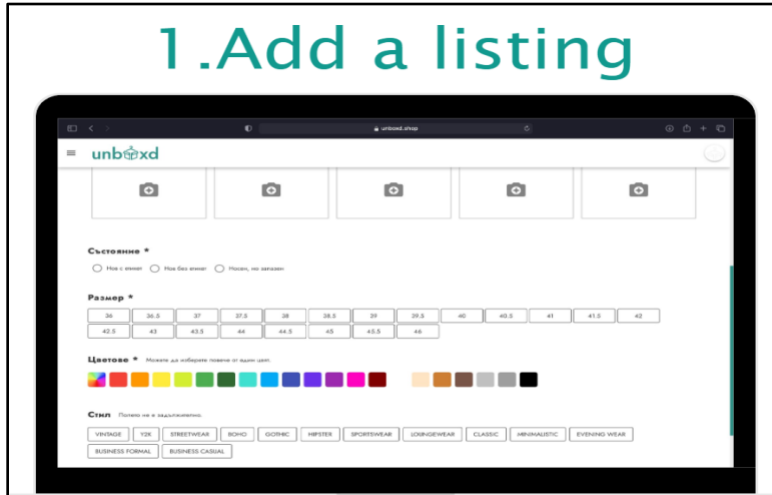 1.Add a listing
unboxd.shop
unboxd
Състояние *
Нов с етикет Нов без етикет Носен, но запазен
Размер *
36 36.5 37 37.5 38 38.5 39 39.5 40 40.5 41 41.5 42
42.5 43 43.5 44 44.5 45 45.5 46
Цветове * Можете да изберете повече от един цвят.
Стил Полето не е задължително.
VINTAGE Y2K STREETWEAR BOHO GOTHIC HIPSTER SPORTSWEAR LOUNGEWEAR CLASSIC MINIMALISTIC EVENING WEAR
BUSINESS FORMAL BUSINESS CASUAL